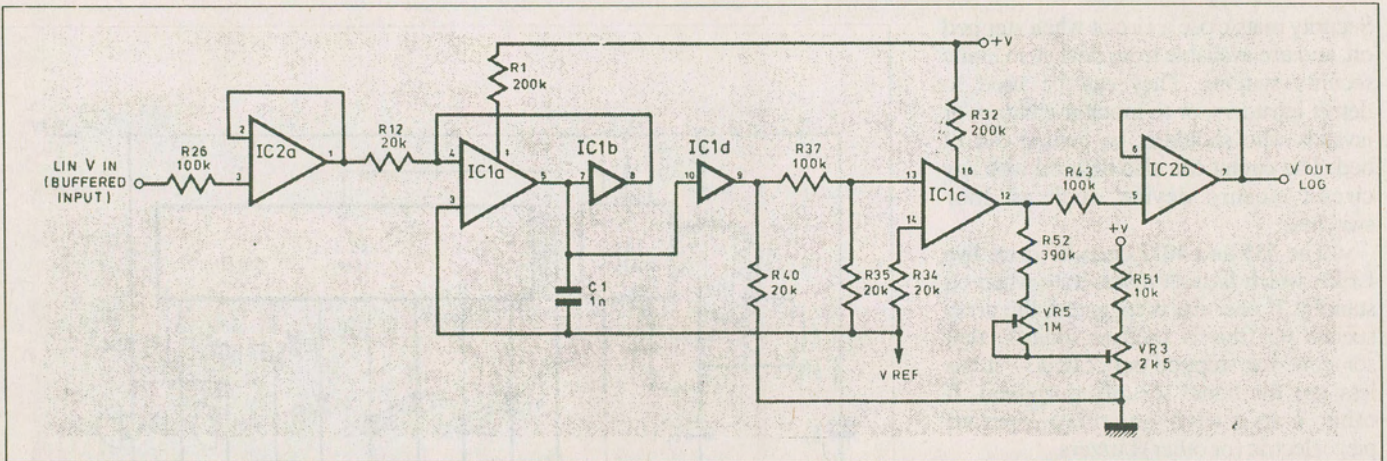 LIN V IN
(BUFFERED
INPUT)
R26
100k
2
3
IC2a
1
R12
20k
R1
200k
4
3
1
IC1a
5
7
IC1b
8
C1
1n
10
IC1d
9
R37
100k
R40
20k
R35
20k
R34
20k
V REF
+V
R32
200k
13
14
16
IC1c
12
R43
100k
R52
390k
VR5
1M
+V
R51
10k
VR3
2k5
6
5
IC2b
7
V OUT
LOG